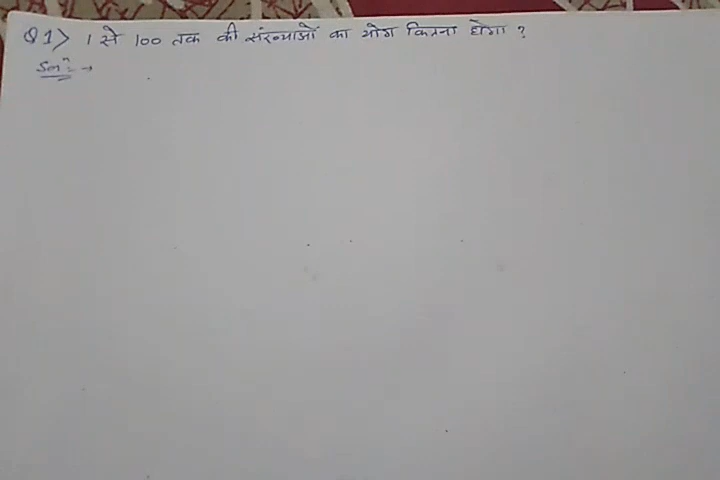 Q1> 1 से 100 तक की संख्याओं का योग कितना होगा ?
Solⁿ: →